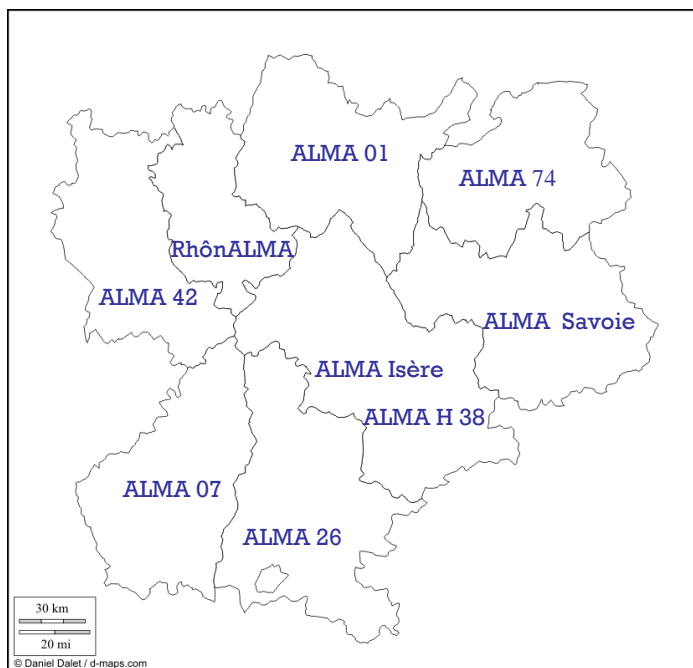 ALMA 01
ALMA 74
RhônALMA
ALMA 42
ALMA Savoie
ALMA Isère
ALMA H 38
ALMA 07
ALMA 26
30 km
20 mi
© Daniel Dalet / d-maps.com